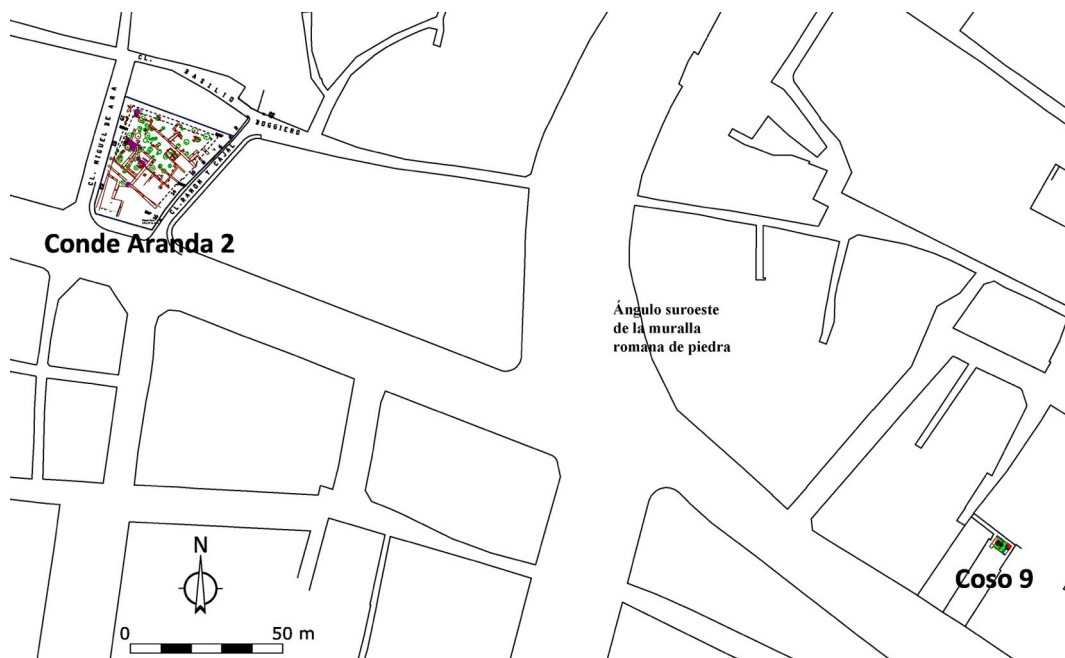 CL. BASILIO BOGGIERO
CL. MIGUEL DE ARA
CL. RAMÓN Y CAJAL
Conde Aranda 2
Ángulo suroeste
de la muralla
romana de piedra
Coso 9
N
0 50 m